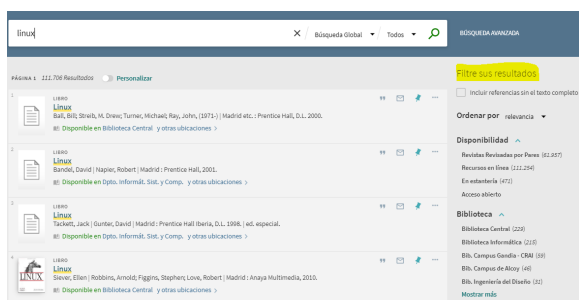 linux
Búsqueda Global
Todos
BÚSQUEDA AVANZADA
PÁGINA 1 111.706 Resultados Personalizar
1
LIBRO
Linux
Ball, Bill; Streib, M. Drew; Turner, Michael; Ray, John, (1971-) | Madrid etc. : Prentice Hall, D.L. 2000.
Disponible en Biblioteca Central y otras ubicaciones >
2
LIBRO
Linux
Bandel, David | Napier, Robert | Madrid : Prentice Hall, 2001.
Disponible en Dpto. Informát. Sist. y Comp. y otras ubicaciones >
3
LIBRO
Linux
Tackett, Jack | Gunter, David | Madrid : Prentice Hall Iberia, D.L. 1998. | ed. especial.
Disponible en Dpto. Informát. Sist. y Comp. y otras ubicaciones >
4
LINUX
LIBRO
Linux
Siever, Ellen | Robbins, Arnold; Figgins, Stephen; Love, Robert | Madrid : Anaya Multimedia, 2010.
Disponible en Biblioteca Central y otras ubicaciones >
Filtre sus resultados
Incluir referencias sin el texto completo
Ordenar por relevancia
Disponibilidad
Revistas Revisadas por Peres (61.957)
Recursos en línea (111.254)
En estantería (471)
Acceso abierto
Biblioteca
Biblioteca Central (229)
Biblioteca Informática (218)
Bib. Campus Gandia - CRAI (59)
Bib. Campus de Alcoy (46)
Bib. Ingeniería del Diseño (31)
Mostrar más